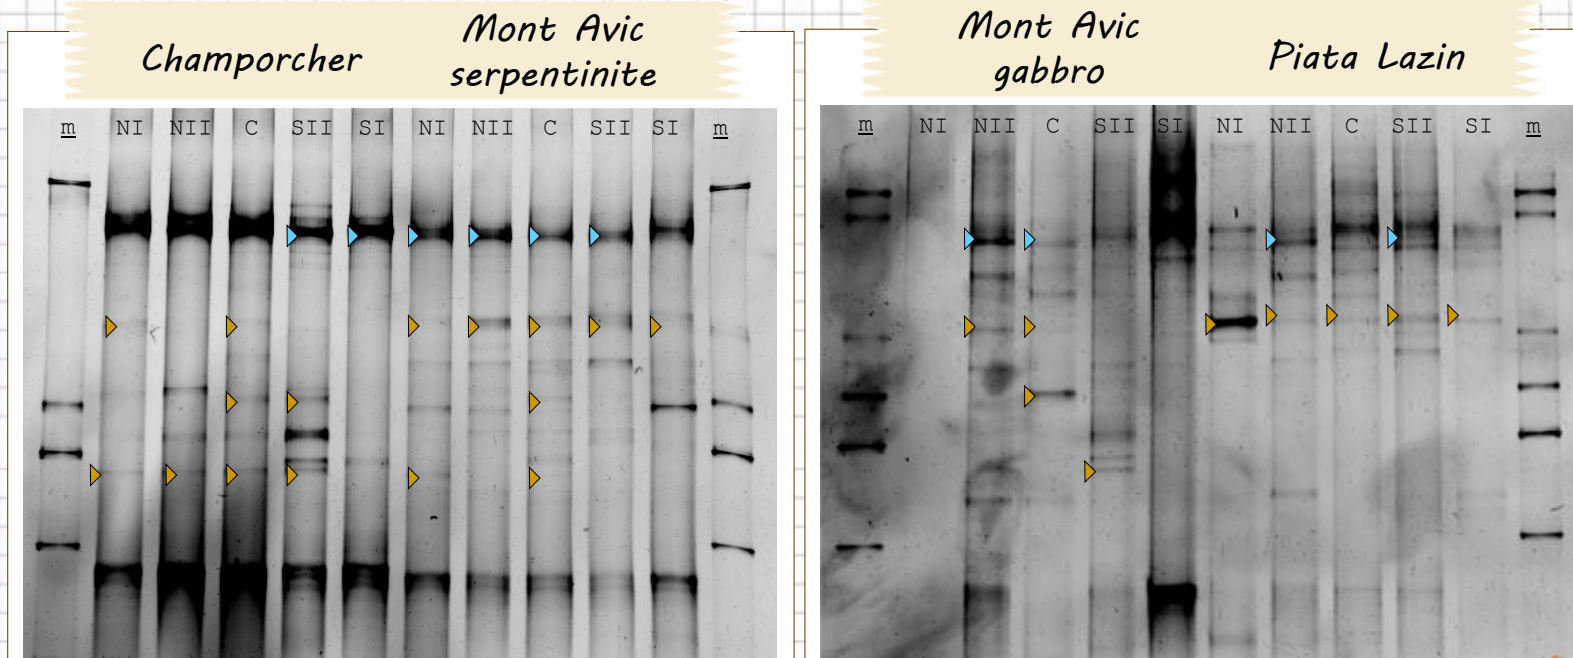 Champorcher
Mont Avic
serpentinite
m NI NII C SII SI NI NII C SII SI m
Mont Avic
gabbro
Piata Lazin
m NI NII C SII SI NI NII C SII SI m